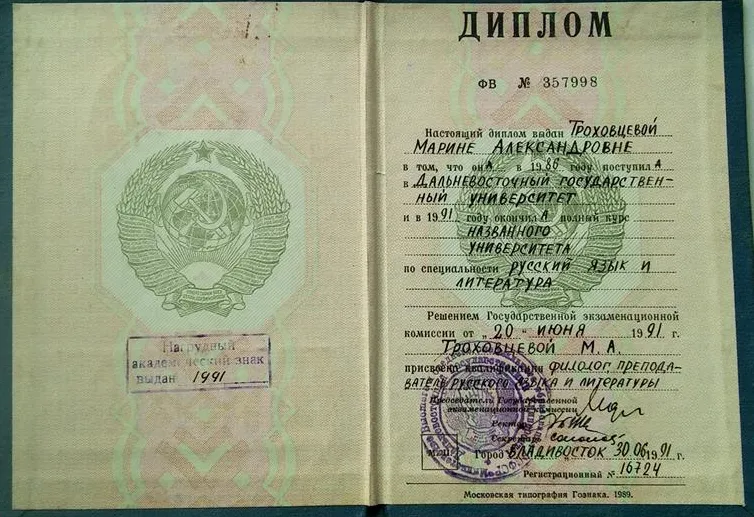 Нагрудный
академический знак
выдан 1991
ДИПЛОМ
ФВ № 357998
Настоящий диплом выдан Троховцевой
Марине Александровне
в том, что она в 1986 году поступила
в Дальневосточный государствен-
ный университет
и в 1991 году окончила полный курс
названного
университета
по специальности русский язык и
литература
Решением Государственной экзаменационной
комиссии от „20" июня 1991 г.
Троховцевой М.А.
присвоена квалификация филолог, препода-
ватель русского языка и литературы
Председатель Государственной
экзаменационной комиссии
Ректор
Секретарь
Город Владивосток 30.06.1991 г.
Регистрационный № 16724
Московская типография Гознака. 1989.